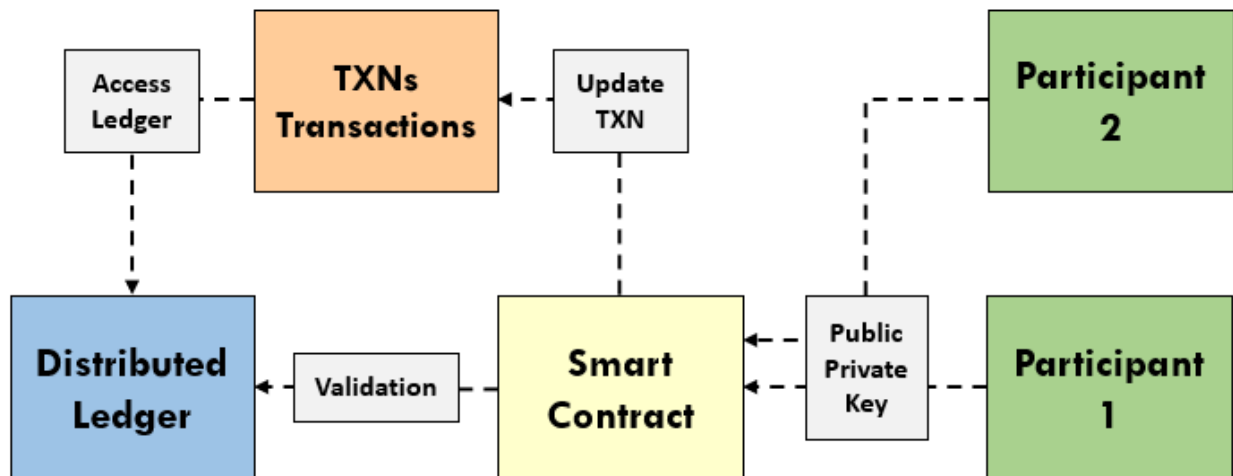 Access
Ledger
TXNs
Transactions
Update
TXN
Participant
2
Distributed
Ledger
Validation
Smart
Contract
Public
Private
Key
Participant
1